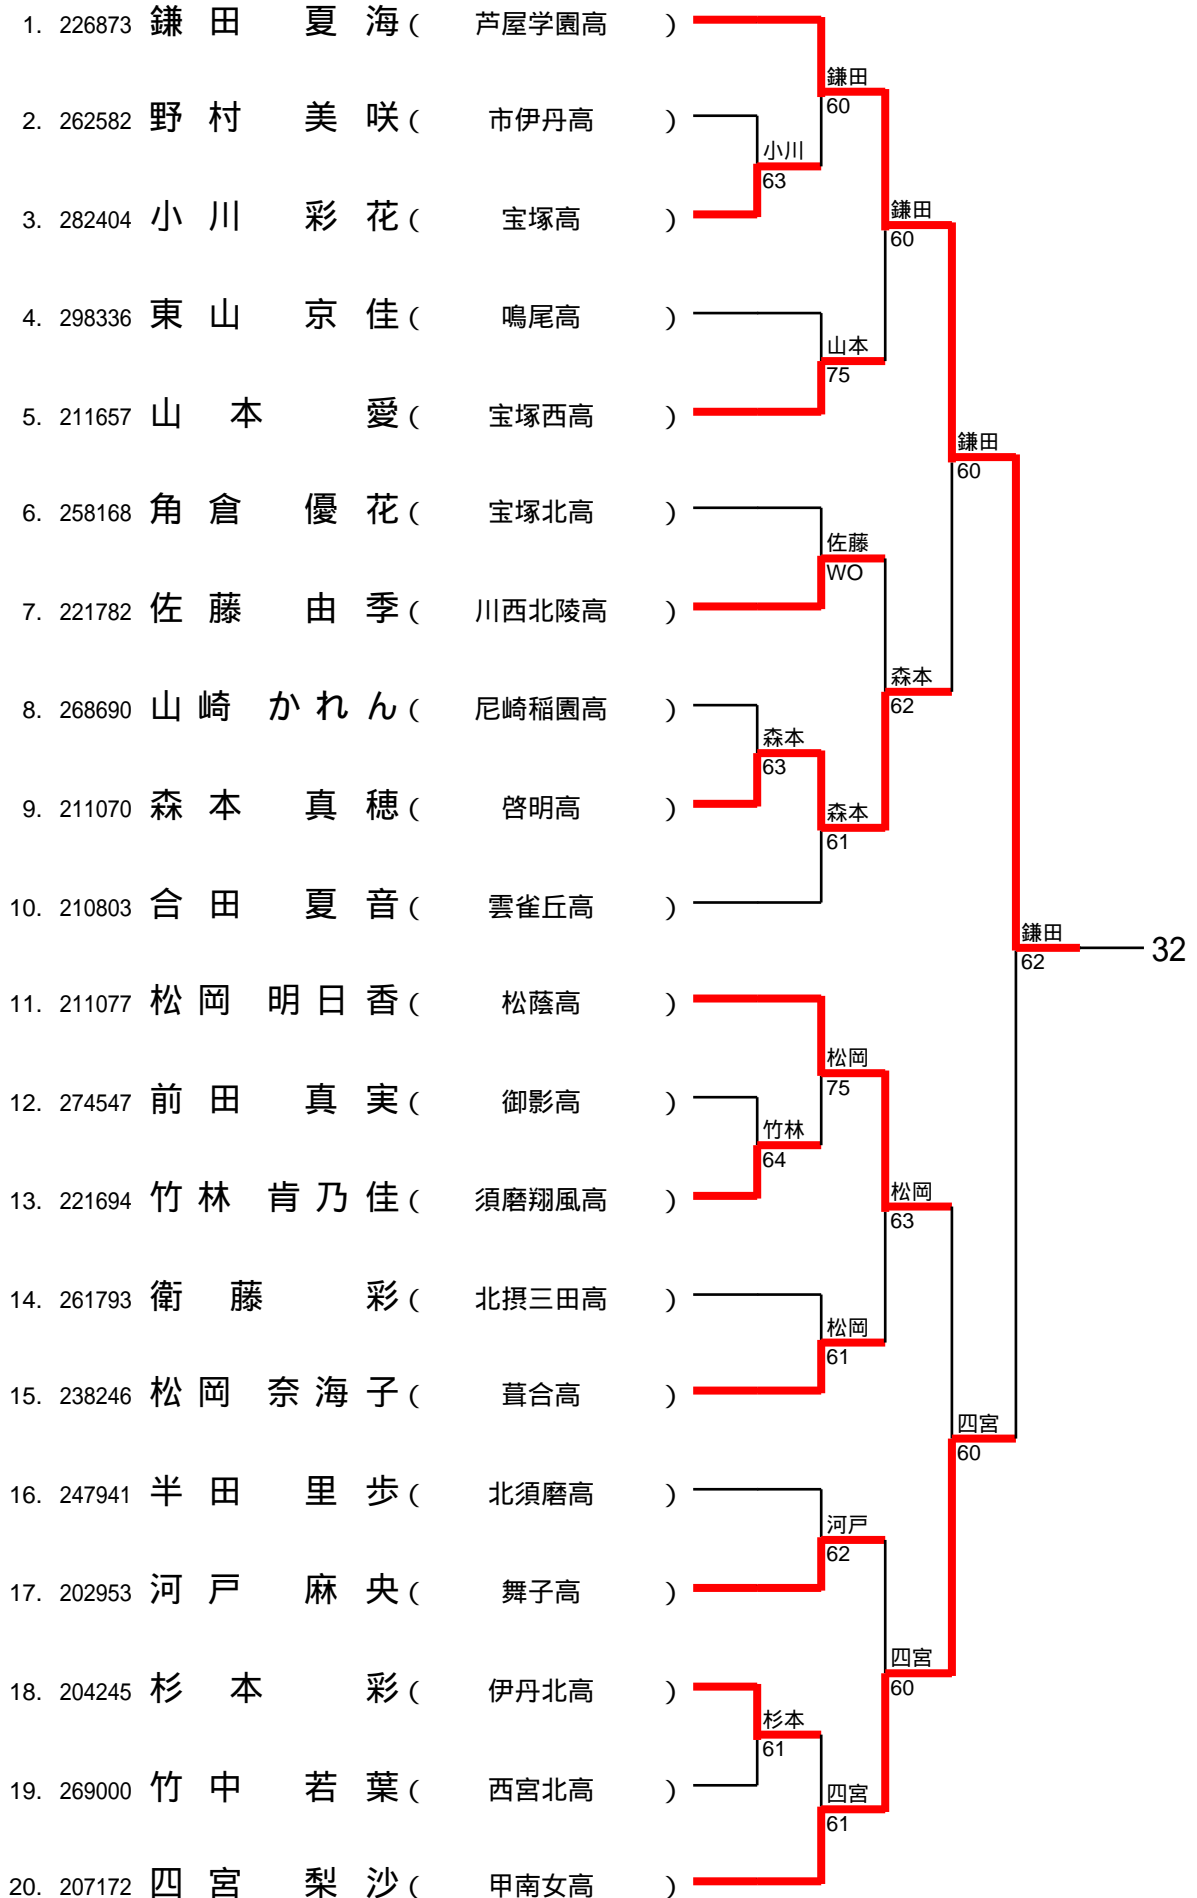 1. 226873 鎌田 夏海( 芦屋学園高 )
鎌田
60
2. 262582 野村 美咲( 市伊丹高 )
小川
63
3. 282404 小川 彩花( 宝塚高 )
鎌田
60
4. 298336 東山 京佳( 鳴尾高 )
山本
75
5. 211657 山本 愛( 宝塚西高 )
鎌田
60
6. 258168 角倉 優花( 宝塚北高 )
佐藤
WO
7. 221782 佐藤 由季( 川西北陵高 )
森本
62
8. 268690 山崎 かれん( 尼崎稲園高 )
森本
63
9. 211070 森本 真穂( 啓明高 )
森本
61
10. 210803 合田 夏音( 雲雀丘高 )
鎌田
62
32
11. 211077 松岡 明日香( 松蔭高 )
松岡
75
12. 274547 前田 真実( 御影高 )
竹林
64
13. 221694 竹林 肯乃佳( 須磨翔風高 )
松岡
63
14. 261793 衛藤 彩( 北摂三田高 )
松岡
61
15. 238246 松岡 奈海子( 葺合高 )
四宮
60
16. 247941 半田 里歩( 北須磨高 )
河戸
62
17. 202953 河戸 麻央( 舞子高 )
四宮
60
18. 204245 杉本 彩( 伊丹北高 )
杉本
61
19. 269000 竹中 若葉( 西宮北高 )
四宮
61
20. 207172 四宮 梨沙( 甲南女高 )